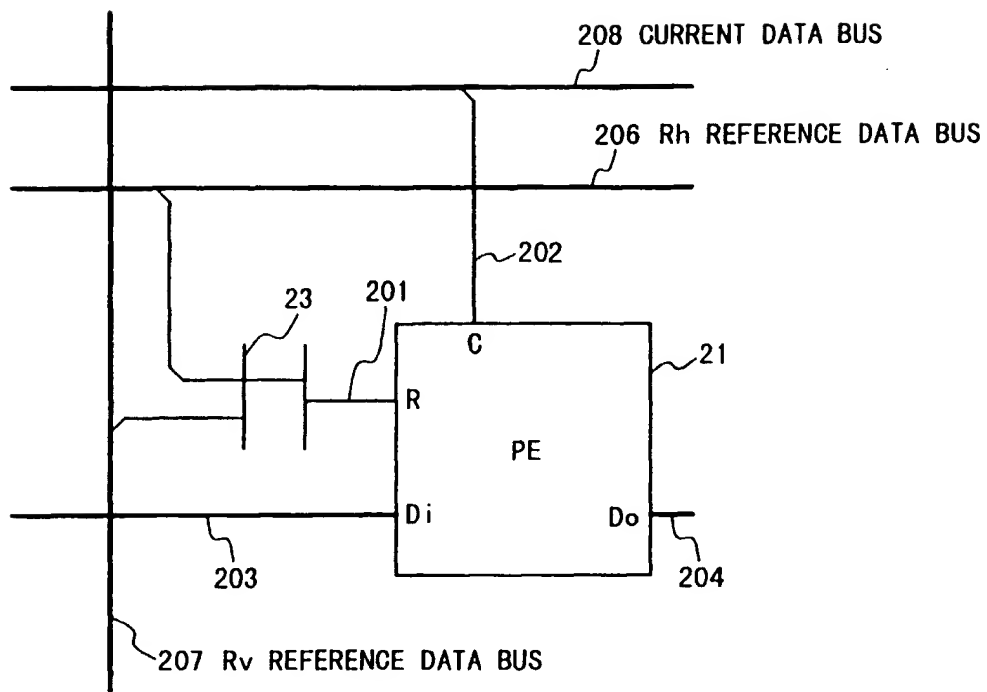 208 CURRENT DATA BUS
206 Rh REFERENCE DATA BUS
202
23
201
C
21
R
PE
Di
Do
203
204
207 Rv REFERENCE DATA BUS